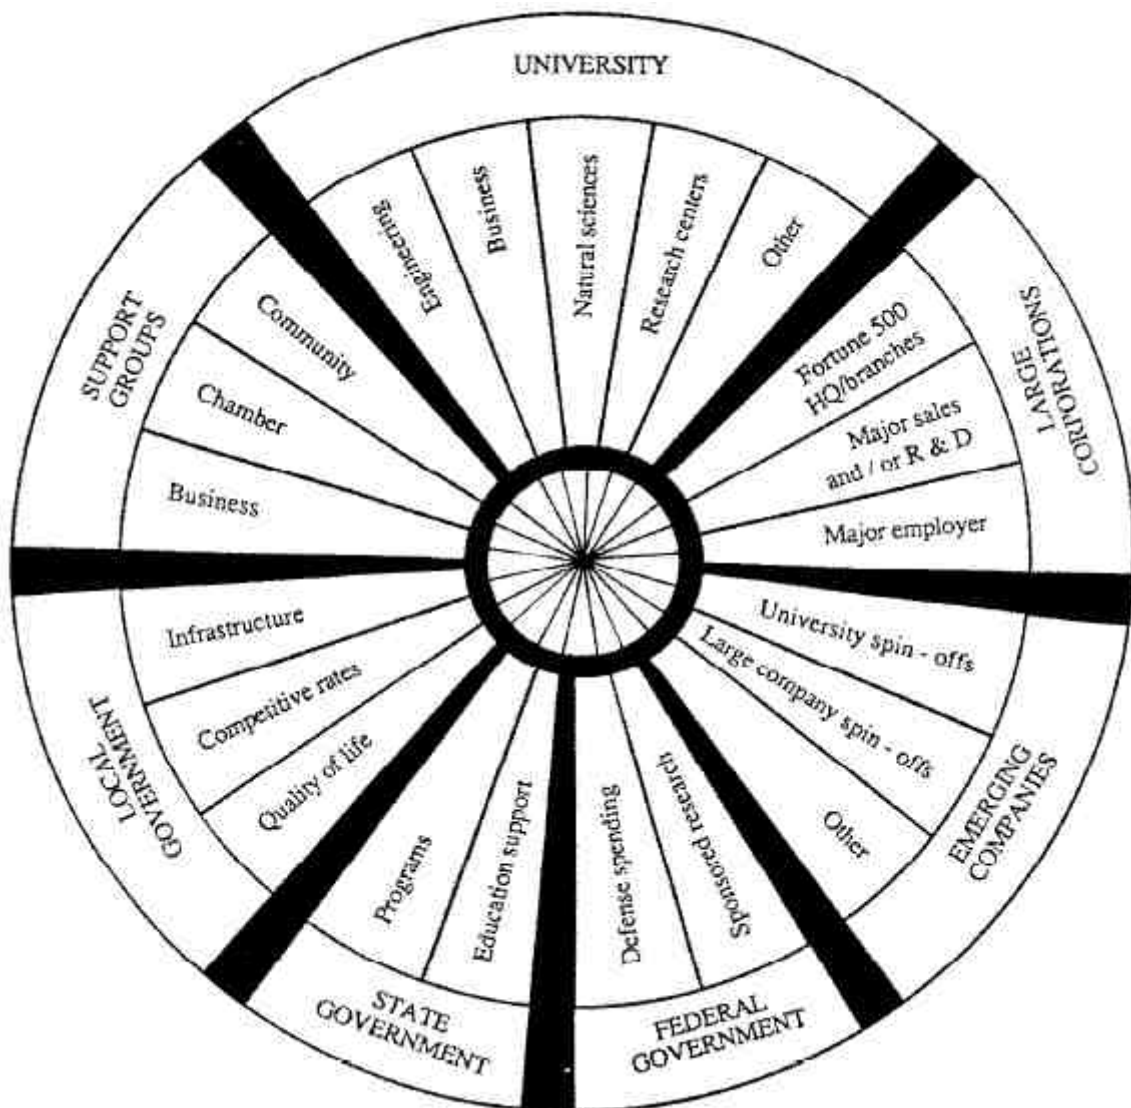 UNIVERSITY
Engineering
Business
Natural sciences
Research centers
Other
LARGE
CORPORATIONS
Fortune 500
HQ/branches
Major sales
and / or R & D
Major employer
EMERGING
COMPANIES
University spin - offs
Large company spin - offs
Other
FEDERAL
GOVERNMENT
Sponsored research
Defense spending
STATE
GOVERNMENT
Education support
Programs
LOCAL
GOVERNMENT
Quality of life
Competitive rates
Infrastructure
SUPPORT
GROUPS
Business
Chamber
Community